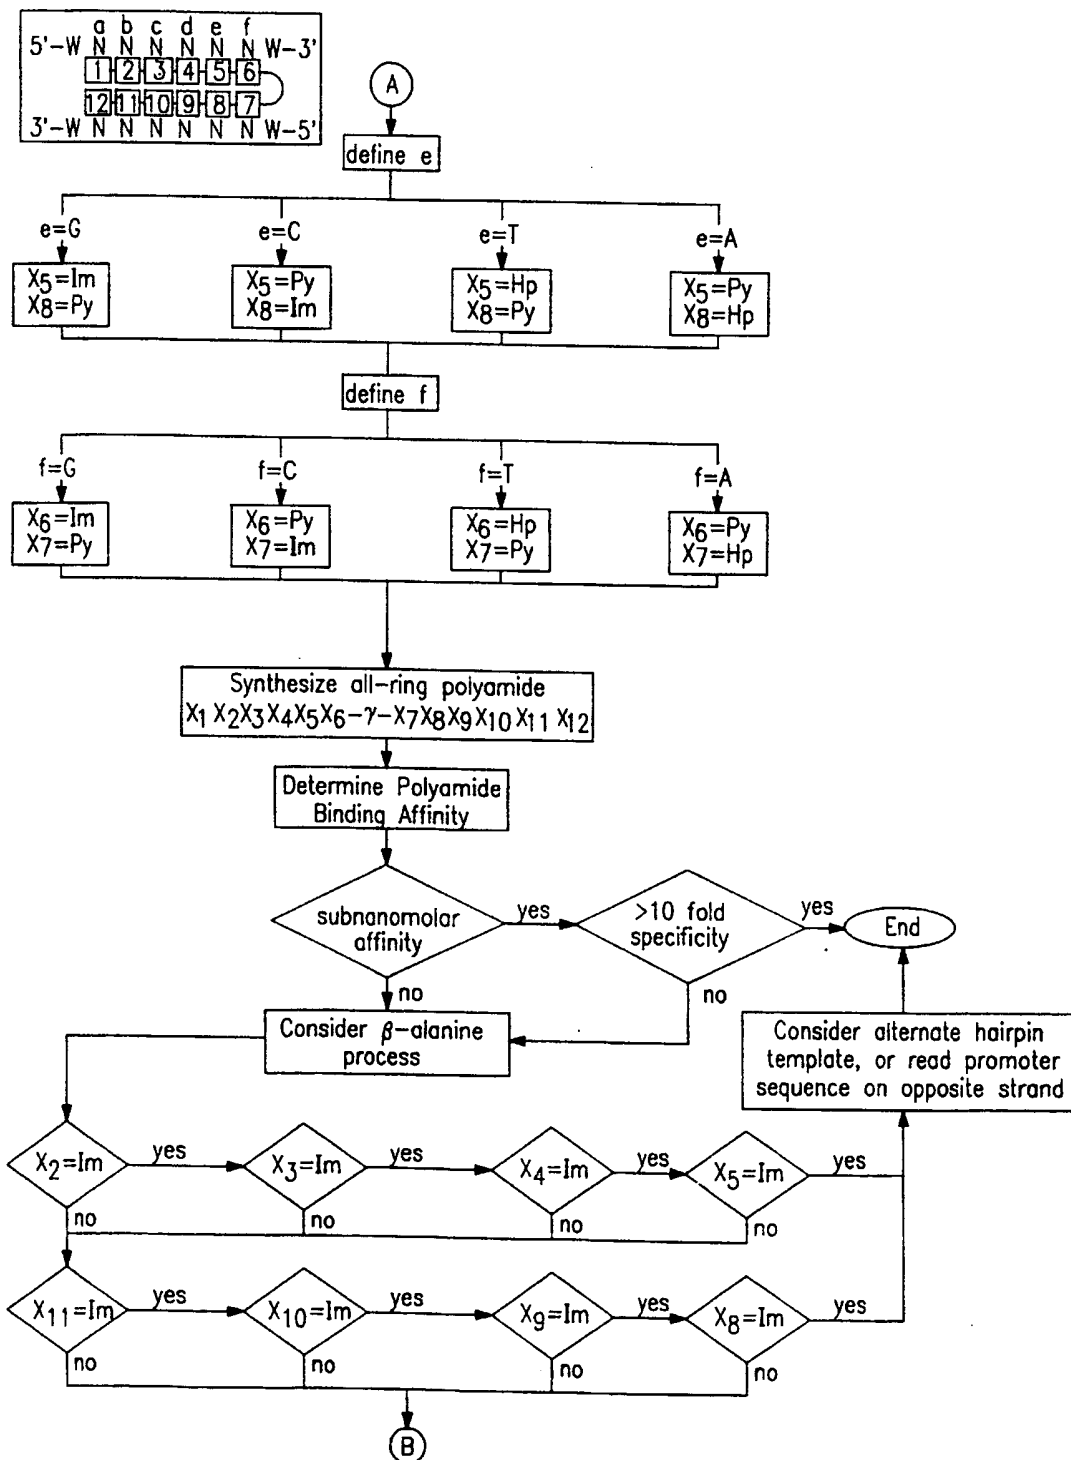 a b c d e f
5'-W N N N N N N W-3'
1 2 3 4 5 6
12 11 10 9 8 7
3'-W N N N N N N W-5'
A
define e
e=G e=C e=T e=A
X5=Im X5=Py X5=Hp X5=Py
X8=Py X8=Im X8=Py X8=Hp
define f
f=G f=C f=T f=A
X6=Im X6=Py X6=Hp X6=Py
X7=Py X7=Im X7=Py X7=Hp
Synthesize all-ring polyamide
X1 X2X3X4X5X6-γ-X7X8X9X10X11 X12
Determine Polyamide
Binding Affinity
subnanomolar
affinity
yes
>10 fold
specificity
yes
End
no
no
Consider β-alanine
process
Consider alternate hairpin
template, or read promoter
sequence on opposite strand
X2=Im yes X3=Im yes X4=Im yes X5=Im yes
no no no no
X11=Im yes X10=Im yes X9=Im yes X8=Im yes
no no no no
B